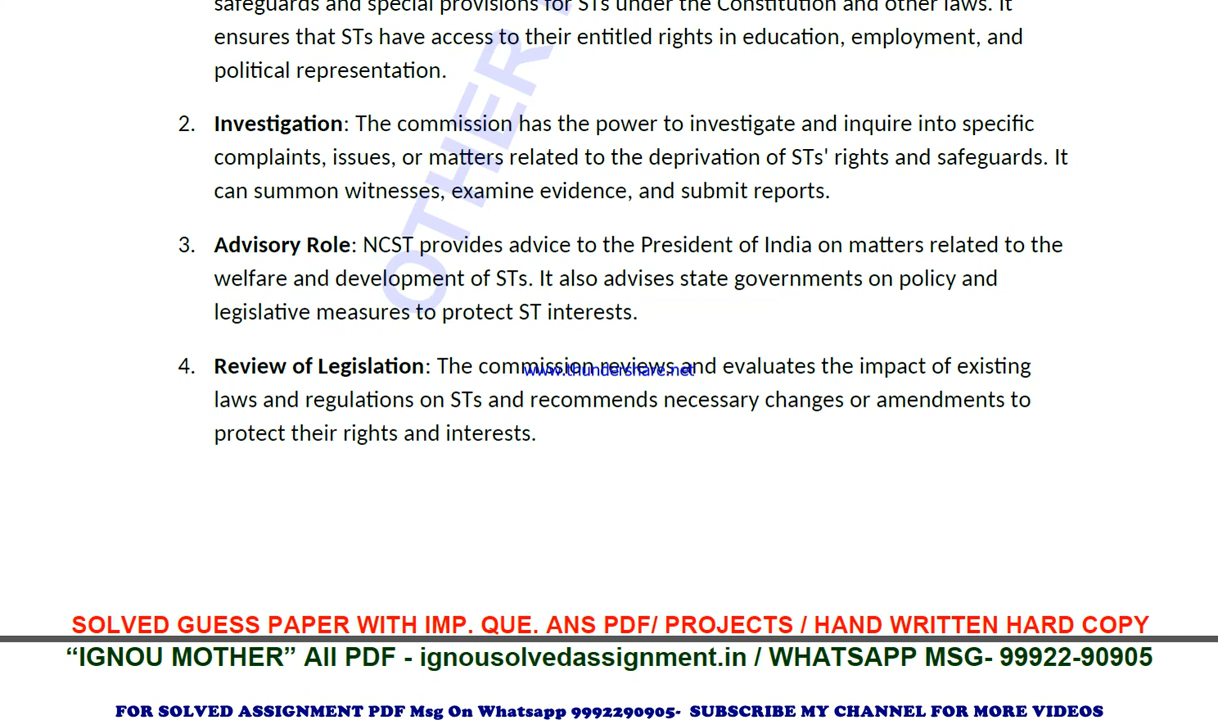 safeguards and special provisions for STs under the Constitution and other laws. It
ensures that STs have access to their entitled rights in education, employment, and
political representation.
2. Investigation: The commission has the power to investigate and inquire into specific
complaints, issues, or matters related to the deprivation of STs' rights and safeguards. It
can summon witnesses, examine evidence, and submit reports.
3. Advisory Role: NCST provides advice to the President of India on matters related to the
welfare and development of STs. It also advises state governments on policy and
legislative measures to protect ST interests.
4. Review of Legislation: The commission reviews and evaluates the impact of existing
www.thundershare.net
laws and regulations on STs and recommends necessary changes or amendments to
protect their rights and interests.
OTHER
SOLVED GUESS PAPER WITH IMP. QUE. ANS PDF/ PROJECTS / HAND WRITTEN HARD COPY
“IGNOU MOTHER” All PDF - ignousolvedassignment.in / WHATSAPP MSG- 99922-90905
FOR SOLVED ASSIGNMENT PDF Msg On Whatsapp 9992290905- SUBSCRIBE MY CHANNEL FOR MORE VIDEOS